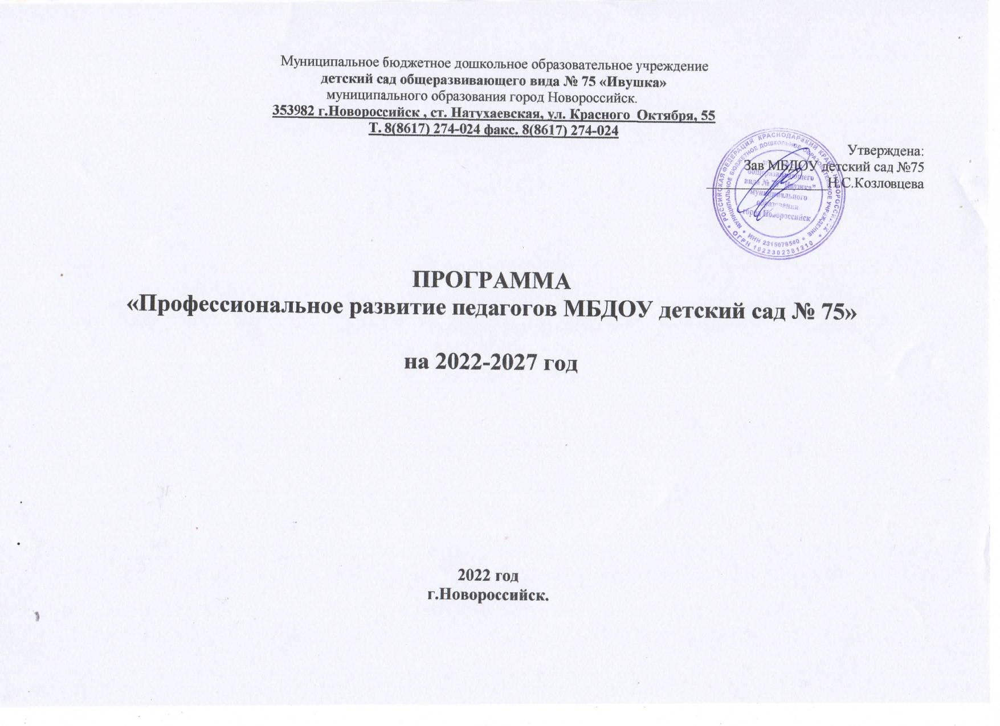 Муниципальное бюджетное дошкольное образовательное учреждение
детский сад общеразвивающего вида № 75 «Ивушка»
муниципального образования город Новороссийск.
353982 г.Новороссийск , ст. Натухаевская, ул. Красного Октября, 55
Т. 8(8617) 274-024 факс. 8(8617) 274-024
Утверждена:
Зав МБДОУ детский сад №75
Н.С.Козловцева
РОССИЙСКАЯ ФЕДЕРАЦИЯ КРАСНОДАРСКИЙ КРАЙ
ОГРН 1022302381210
МУНИЦИПАЛЬНОЕ БЮДЖЕТНОЕ ДОШКОЛЬНОЕ ОБРАЗОВАТЕЛЬНОЕ УЧРЕЖДЕНИЕ
ИНН 2315078540
общеразвивающего
вида №
муниципального
образования
город Новороссийск
ПРОГРАММА
«Профессиональное развитие педагогов МБДОУ детский сад № 75»
на 2022-2027 год
2022 год
г.Новороссийск.